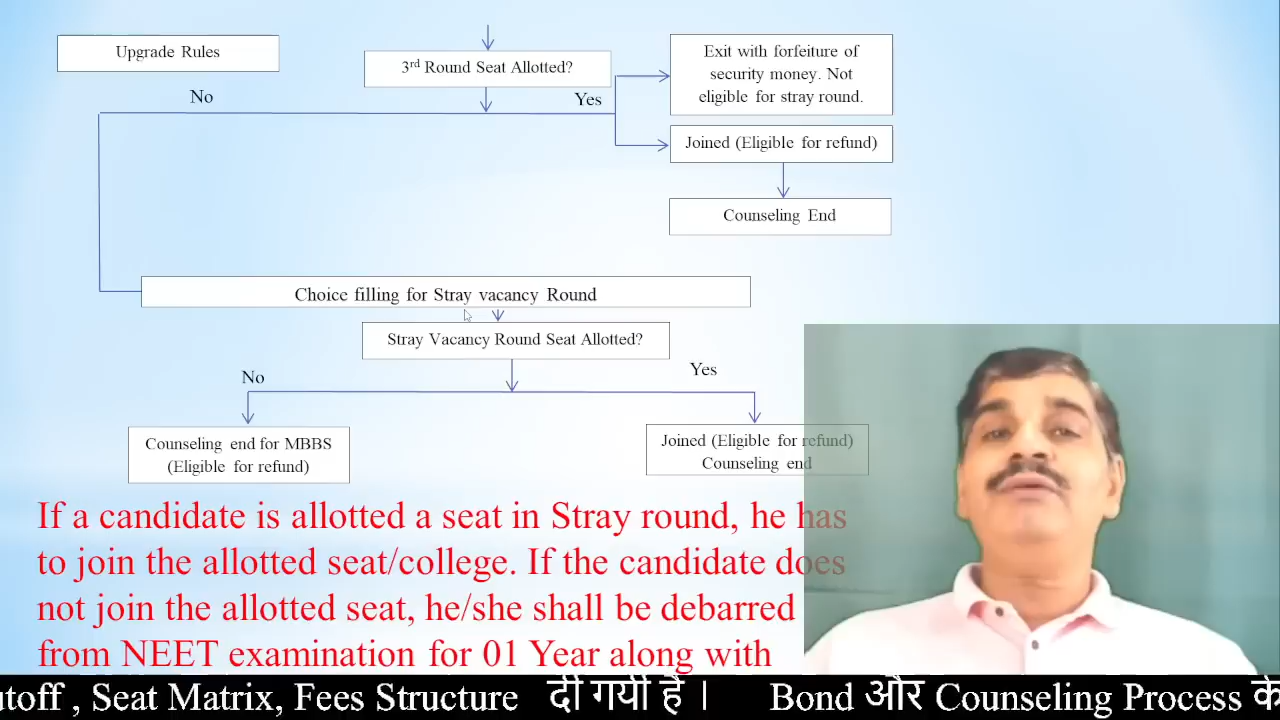 Upgrade Rules
3rd Round Seat Allotted?
Exit with forfeiture of
security money. Not
eligible for stray round.
No
Yes
Joined (Eligible for refund)
Counseling End
Choice filling for Stray vacancy Round
Stray Vacancy Round Seat Allotted?
No
Yes
Counseling end for MBBS
(Eligible for refund)
Joined (Eligible for refund)
Counseling end
If a candidate is allotted a seat in Stray round, he has
to join the allotted seat/college. If the candidate does
not join the allotted seat, he/she shall be debarred
from NEET examination for 01 Year along with
utoff , Seat Matrix, Fees Structure दी गयी है । Bond और Counseling Process के